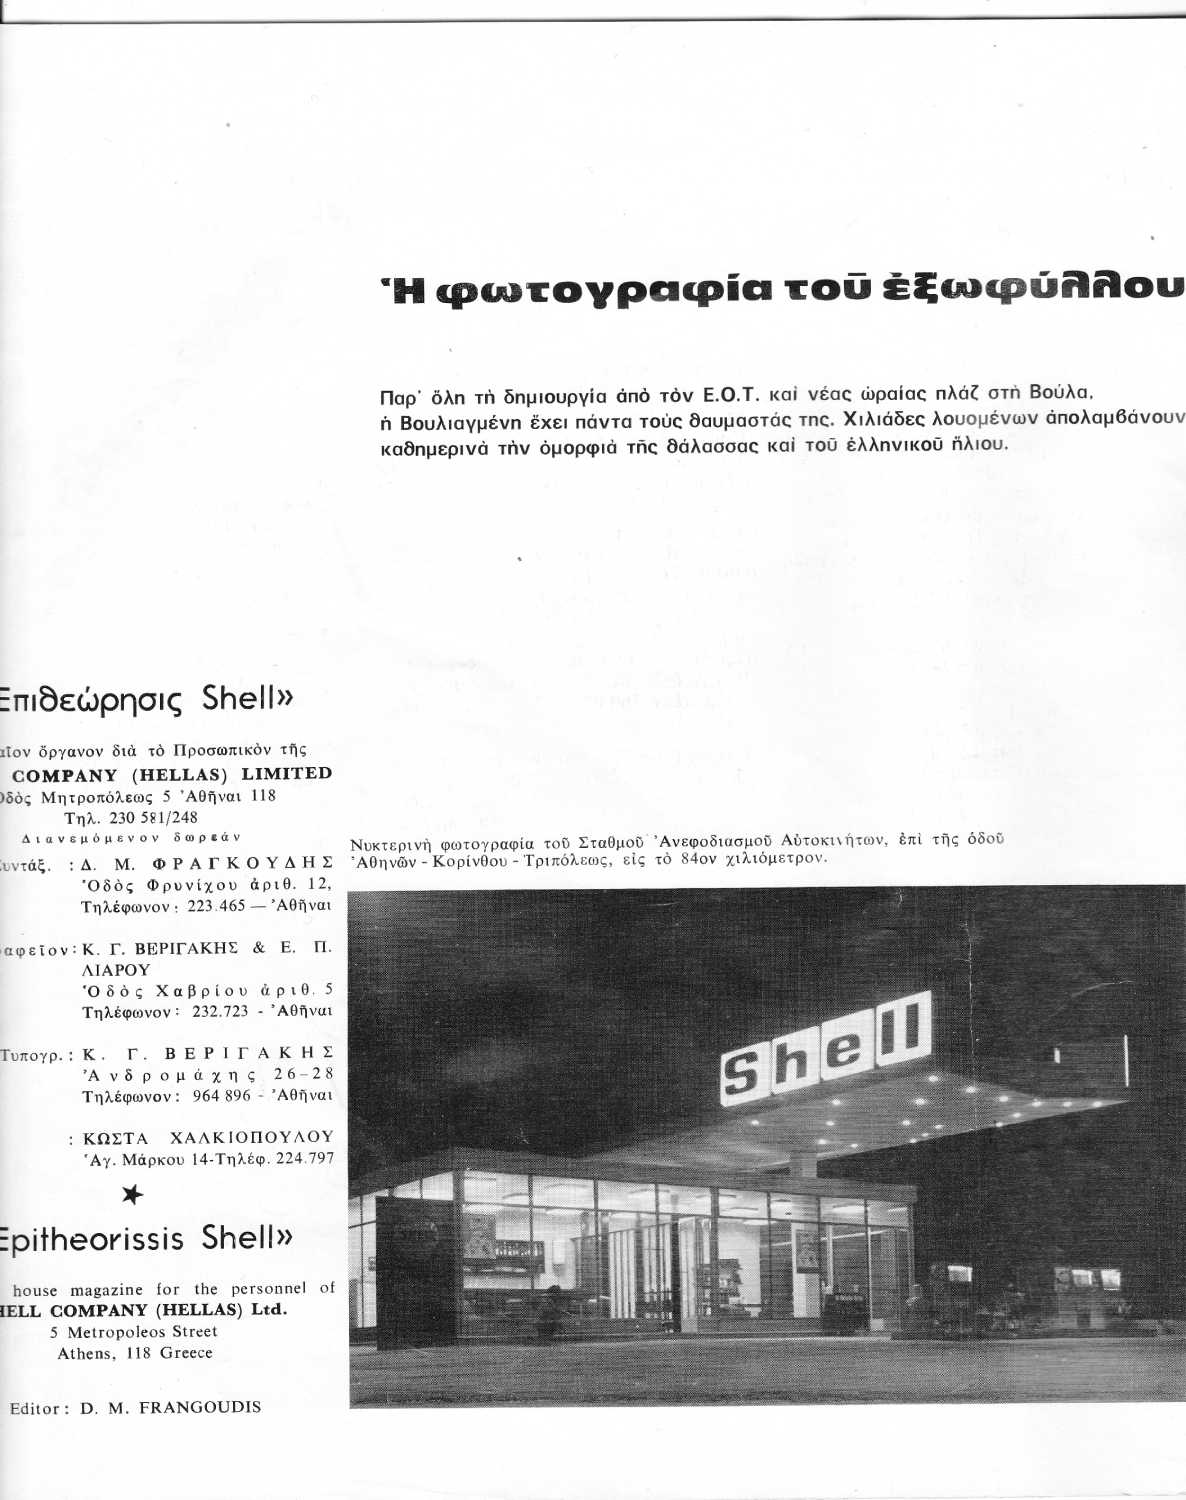 Ἡ φωτογραφία τοῦ ἐξωφύλλου
Παρ' ὅλη τὴ δημιουργία ἀπὸ τὸν Ε.Ο.Τ. καὶ νέας ὡραίας πλάζ στὴ Βούλα,
ἡ Βουλιαγμένη ἔχει πάντα τοὺς θαυμαστάς της. Χιλιάδες λουομένων ἀπολαμβάνουν
καθημερινὰ τὴν ὀμορφιὰ τῆς θάλασσας καὶ τοῦ ἑλληνικοῦ ἥλιου.
Επιθεώρησις Shell»
ὄργανον διὰ τὸ Προσωπικὸν τῆς
COMPANY (HELLAS) LIMITED
Ὁδὸς Μητροπόλεως 5 Ἀθῆναι 118
Τηλ. 230 581/248
Διανεμόμενον δωρεάν
Συντάξ. : Δ. Μ. ΦΡΑΓΚΟΥΔΗΣ
Ὁδὸς Φρυνίχου ἀριθ. 12,
Τηλέφωνον: 223.465 — Ἀθῆναι
αφεῖον: Κ. Γ. ΒΕΡΙΓΑΚΗΣ & Ε. Π.
ΛΙΑΡΟΥ
Ὁδὸς Χαβρίου ἀριθ. 5
Τηλέφωνον: 232.723 - Ἀθῆναι
Τυπογρ.: Κ. Γ. ΒΕΡΙΓΑΚΗΣ
Ἀνδρομάχης 26-28
Τηλέφωνον: 964 896 - Ἀθῆναι
: ΚΩΣΤΑ ΧΑΛΚΙΟΠΟΥΛΟΥ
Ἁγ. Μάρκου 14-Τηλέφ. 224.797
Epitheorissis Shell»
house magazine for the personnel of
HELL COMPANY (HELLAS) Ltd.
5 Metropoleos Street
Athens, 118 Greece
Editor: D. M. FRANGOUDIS
Νυκτερινὴ φωτογραφία τοῦ Σταθμοῦ Ἀνεφοδιασμοῦ Αὐτοκινήτων, ἐπὶ τῆς ὁδοῦ
Ἀθηνῶν - Κορίνθου - Τριπόλεως, εἰς τὸ 84ον χιλιόμετρον.
Shell